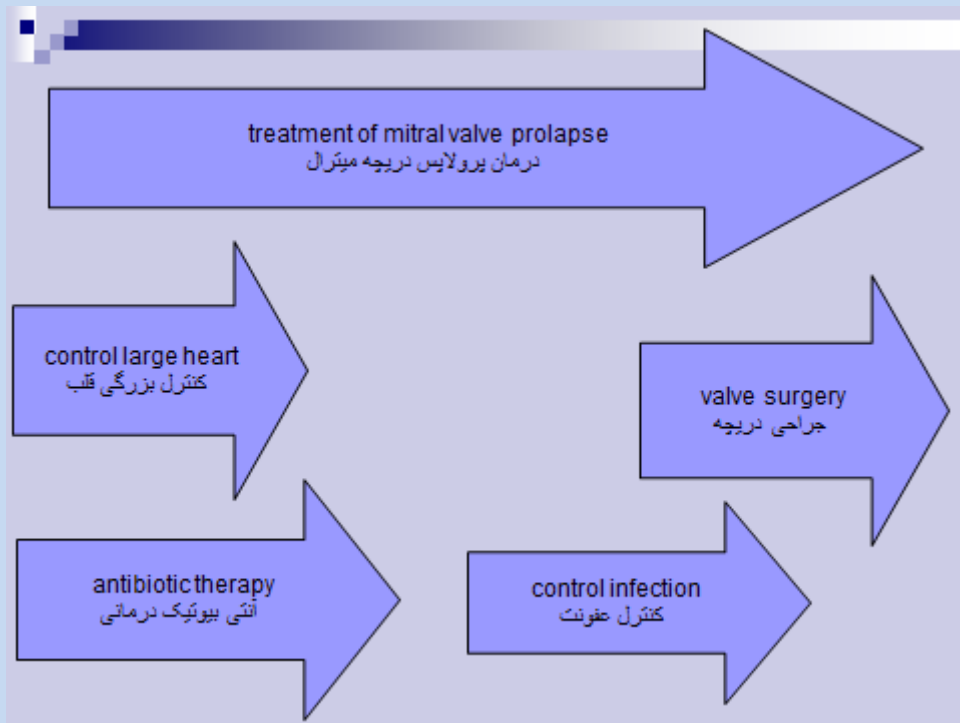 treatment of mitral valve prolapse
درمان پرولاپس دریچه میترال
control large heart
کنترل بزرگی قلب
valve surgery
جراحی دریچه
antibiotic therapy
آنتی بیوتیک درمانی
control infection
کنترل عفونت